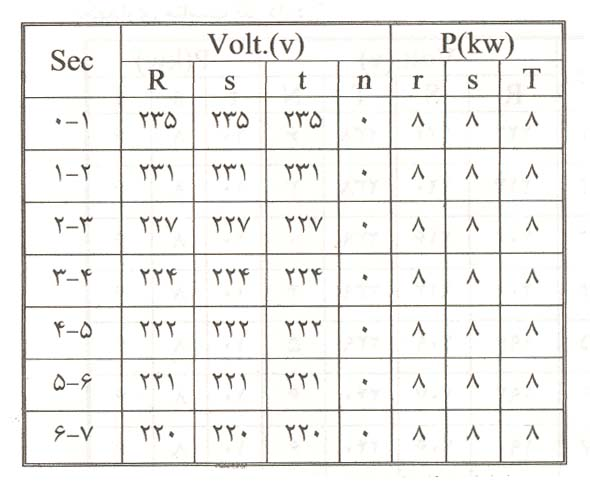 Sec Volt.(v) P(kw)
R s t n r s T
۰–۱ ۲۳۵ ۲۳۵ ۲۳۵ ۰ ۸ ۸ ۸
۱–۲ ۲۳۱ ۲۳۱ ۲۳۱ ۰ ۸ ۸ ۸
۲–۳ ۲۲۷ ۲۲۷ ۲۲۷ ۰ ۸ ۸ ۸
۳–۴ ۲۲۴ ۲۲۴ ۲۲۴ ۰ ۸ ۸ ۸
۴–۵ ۲۲۲ ۲۲۲ ۲۲۲ ۰ ۸ ۸ ۸
۵–۶ ۲۲۱ ۲۲۱ ۲۲۱ ۰ ۸ ۸ ۸
۶–۷ ۲۲۰ ۲۲۰ ۲۲۰ ۰ ۸ ۸ ۸